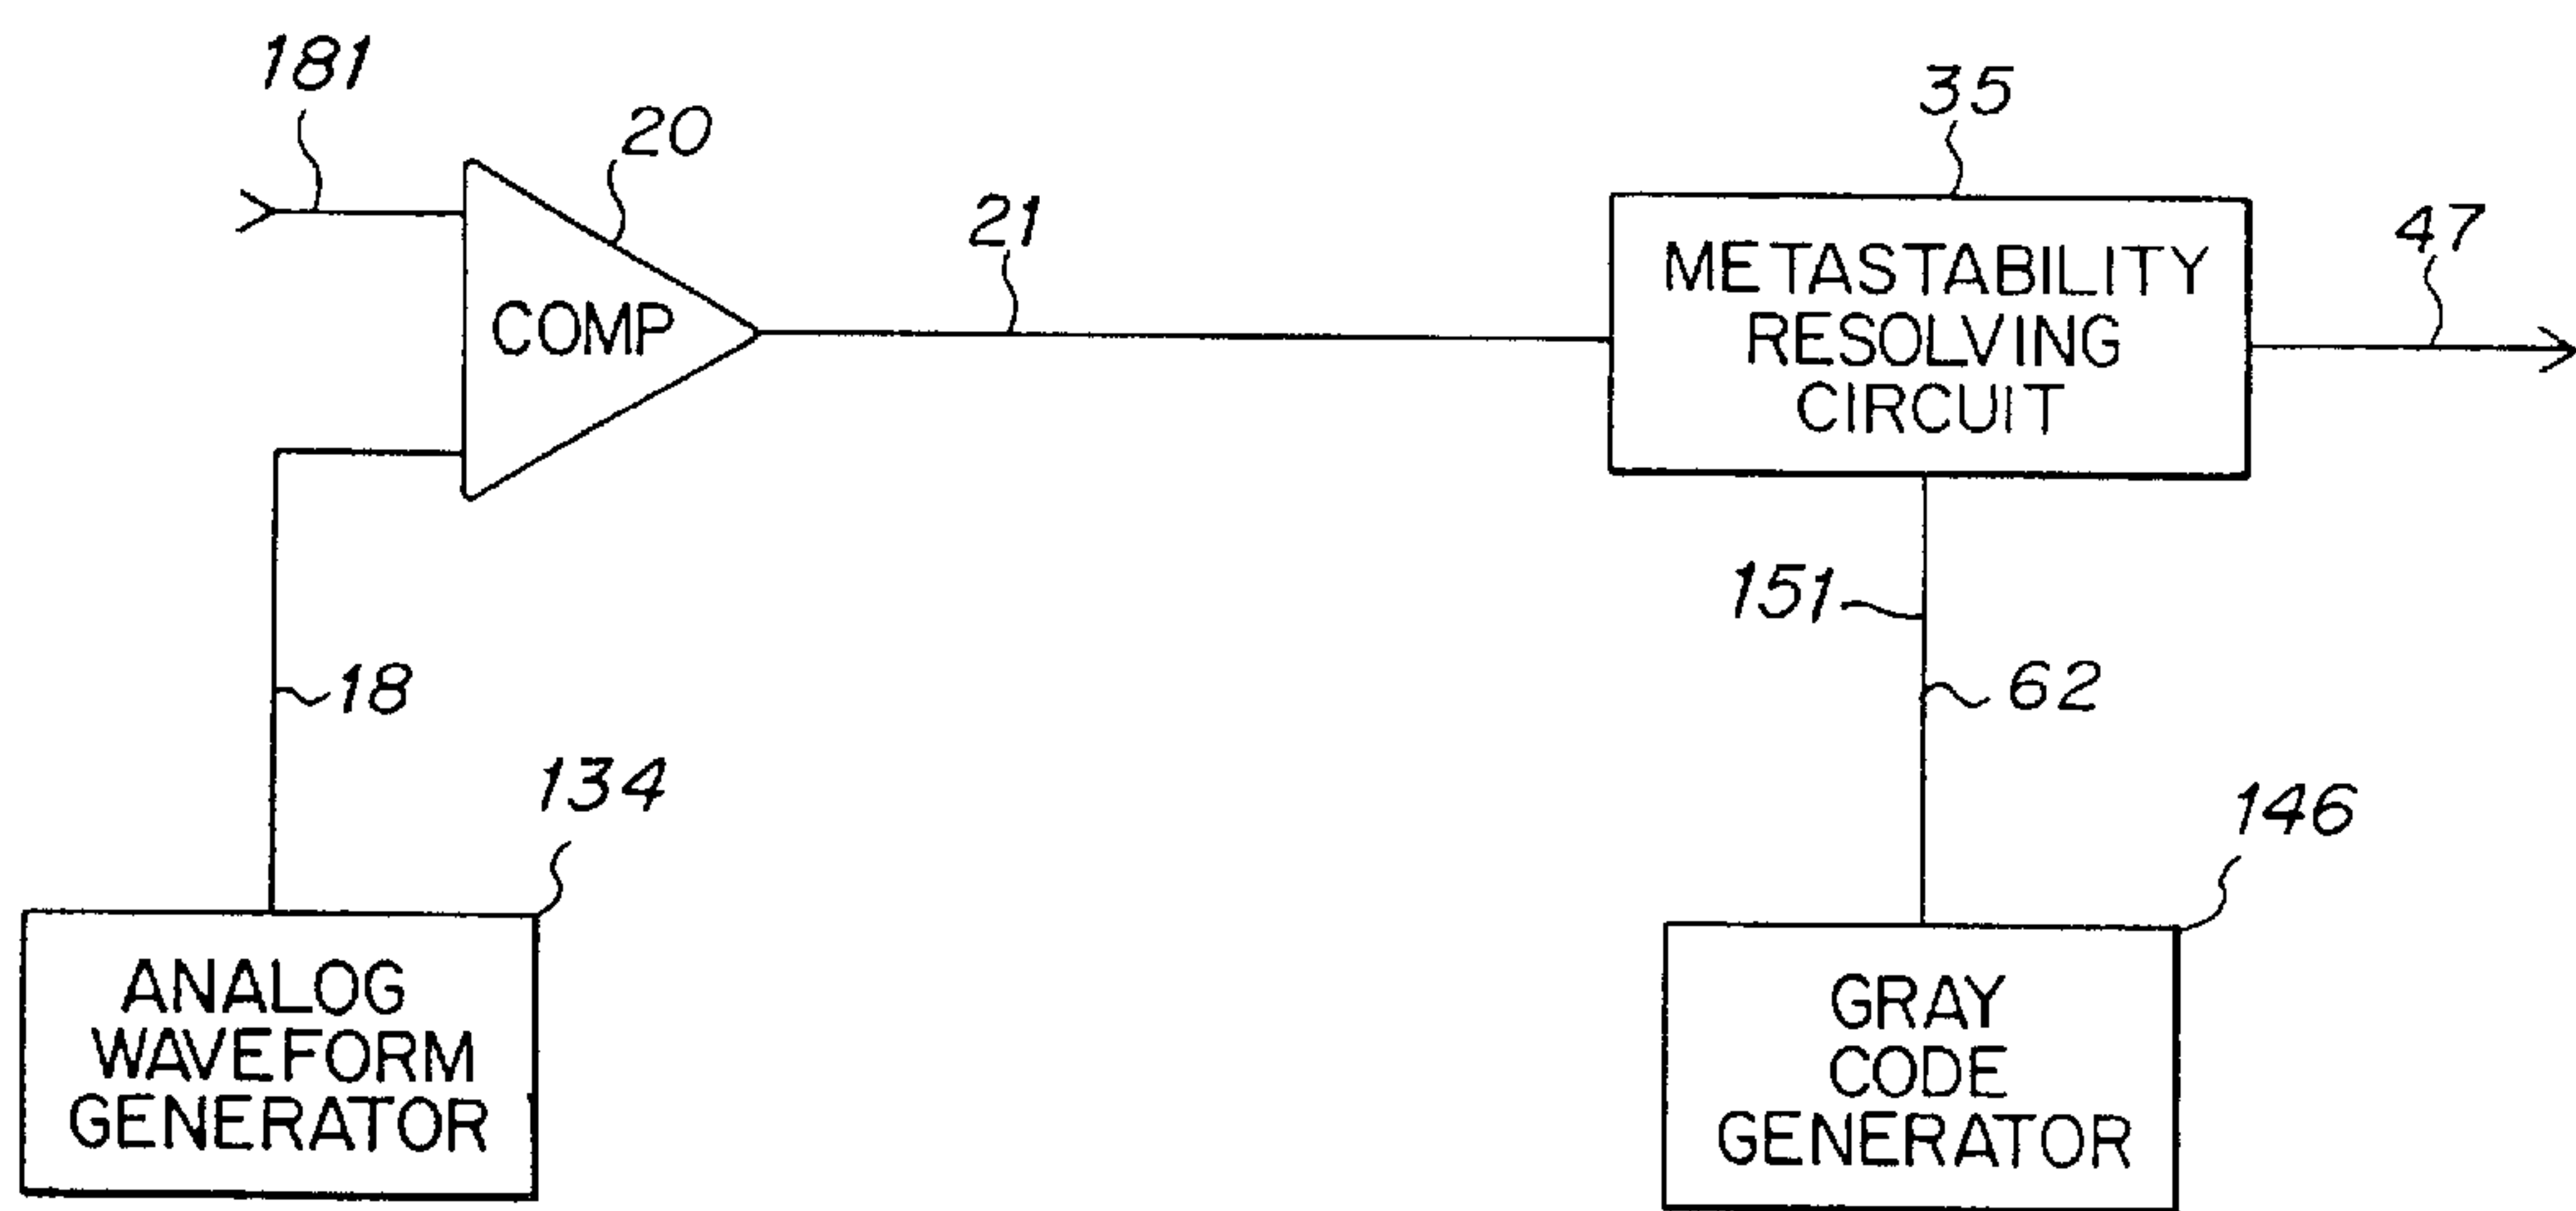 181
20
COMP
21
35
METASTABILITY
RESOLVING
CIRCUIT
47
18
151
62
134
ANALOG
WAVEFORM
GENERATOR
146
GRAY
CODE
GENERATOR